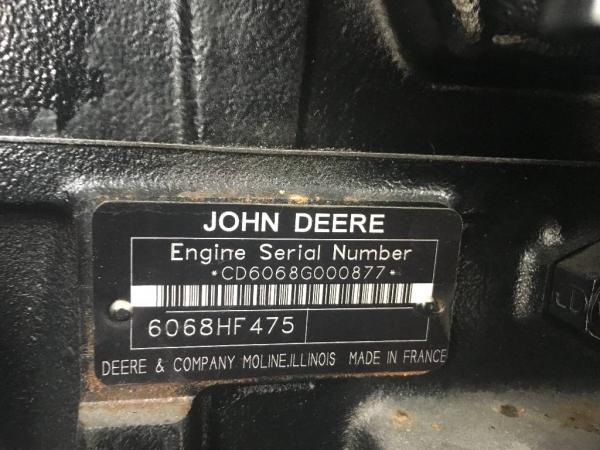 JOHN DEERE
Engine Serial Number
*CD6068G000877*
6068HF475
DEERE & COMPANY MOLINE,ILLINOIS MADE IN FRANCE